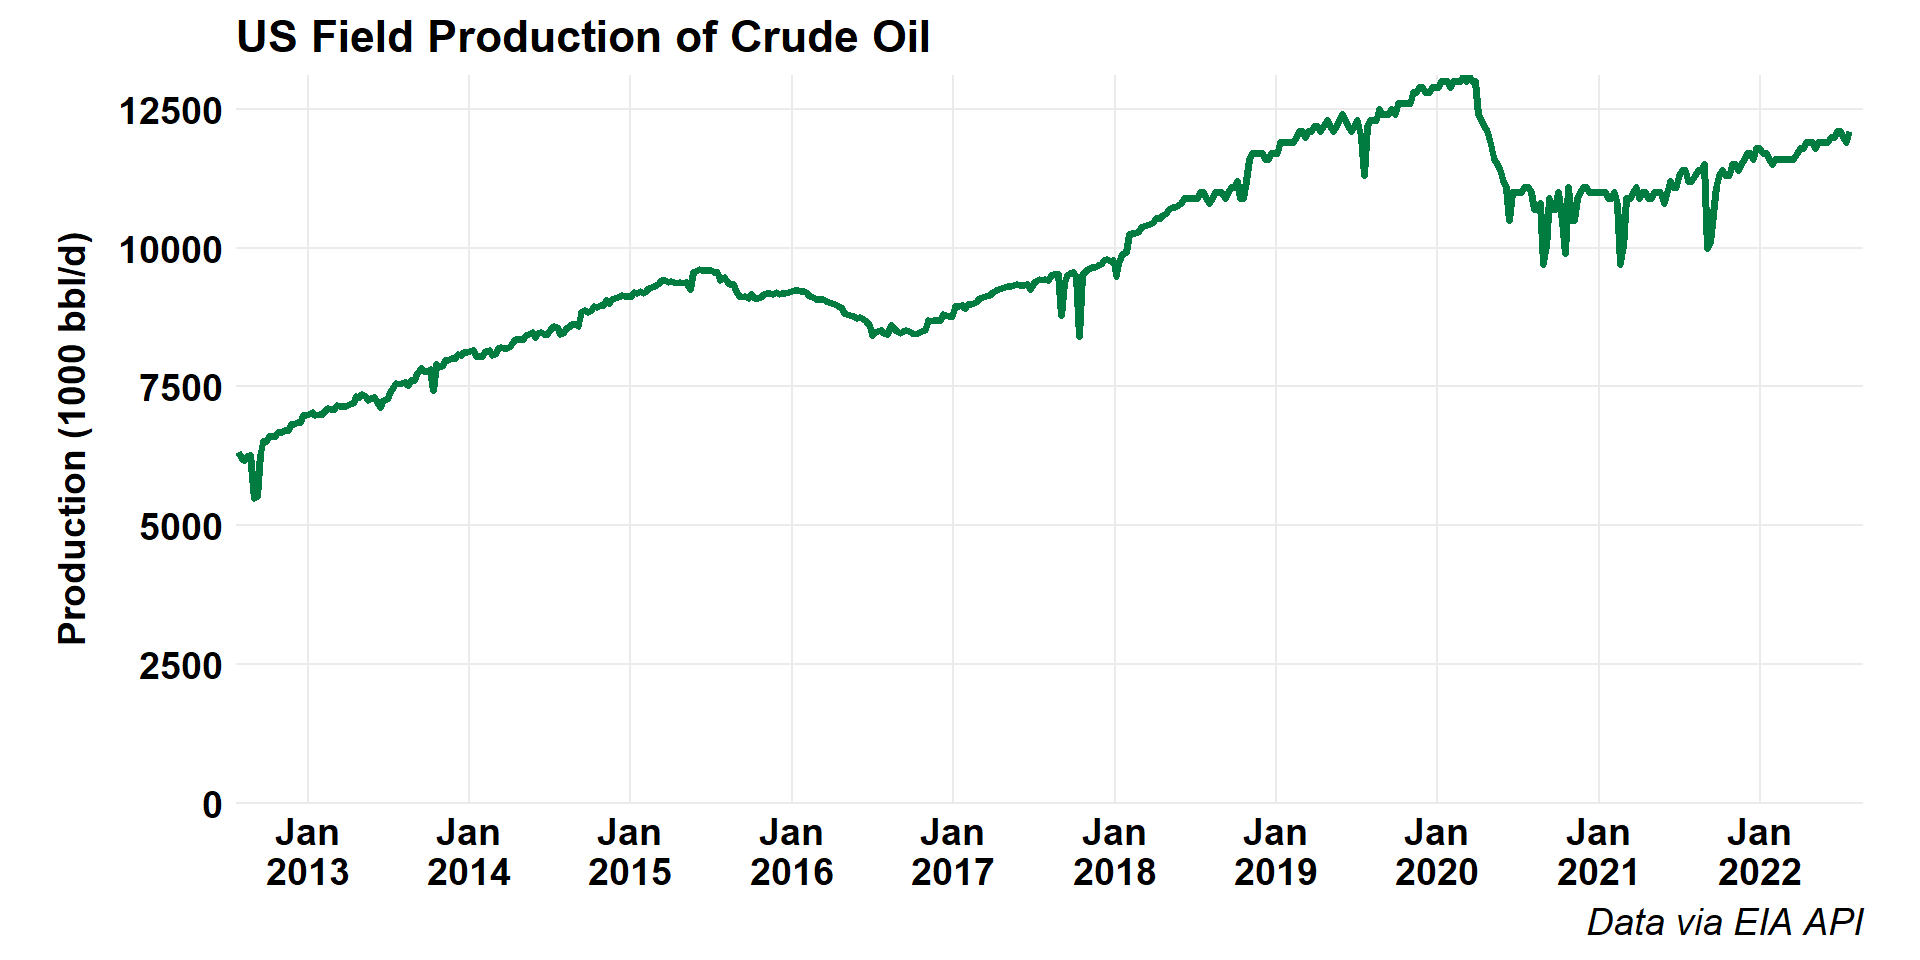 US Field Production of Crude Oil
Production (1000 bbl/d)
12500
10000
7500
5000
2500
0
Jan Jan Jan Jan Jan Jan Jan Jan Jan Jan
2013 2014 2015 2016 2017 2018 2019 2020 2021 2022
Data via EIA API